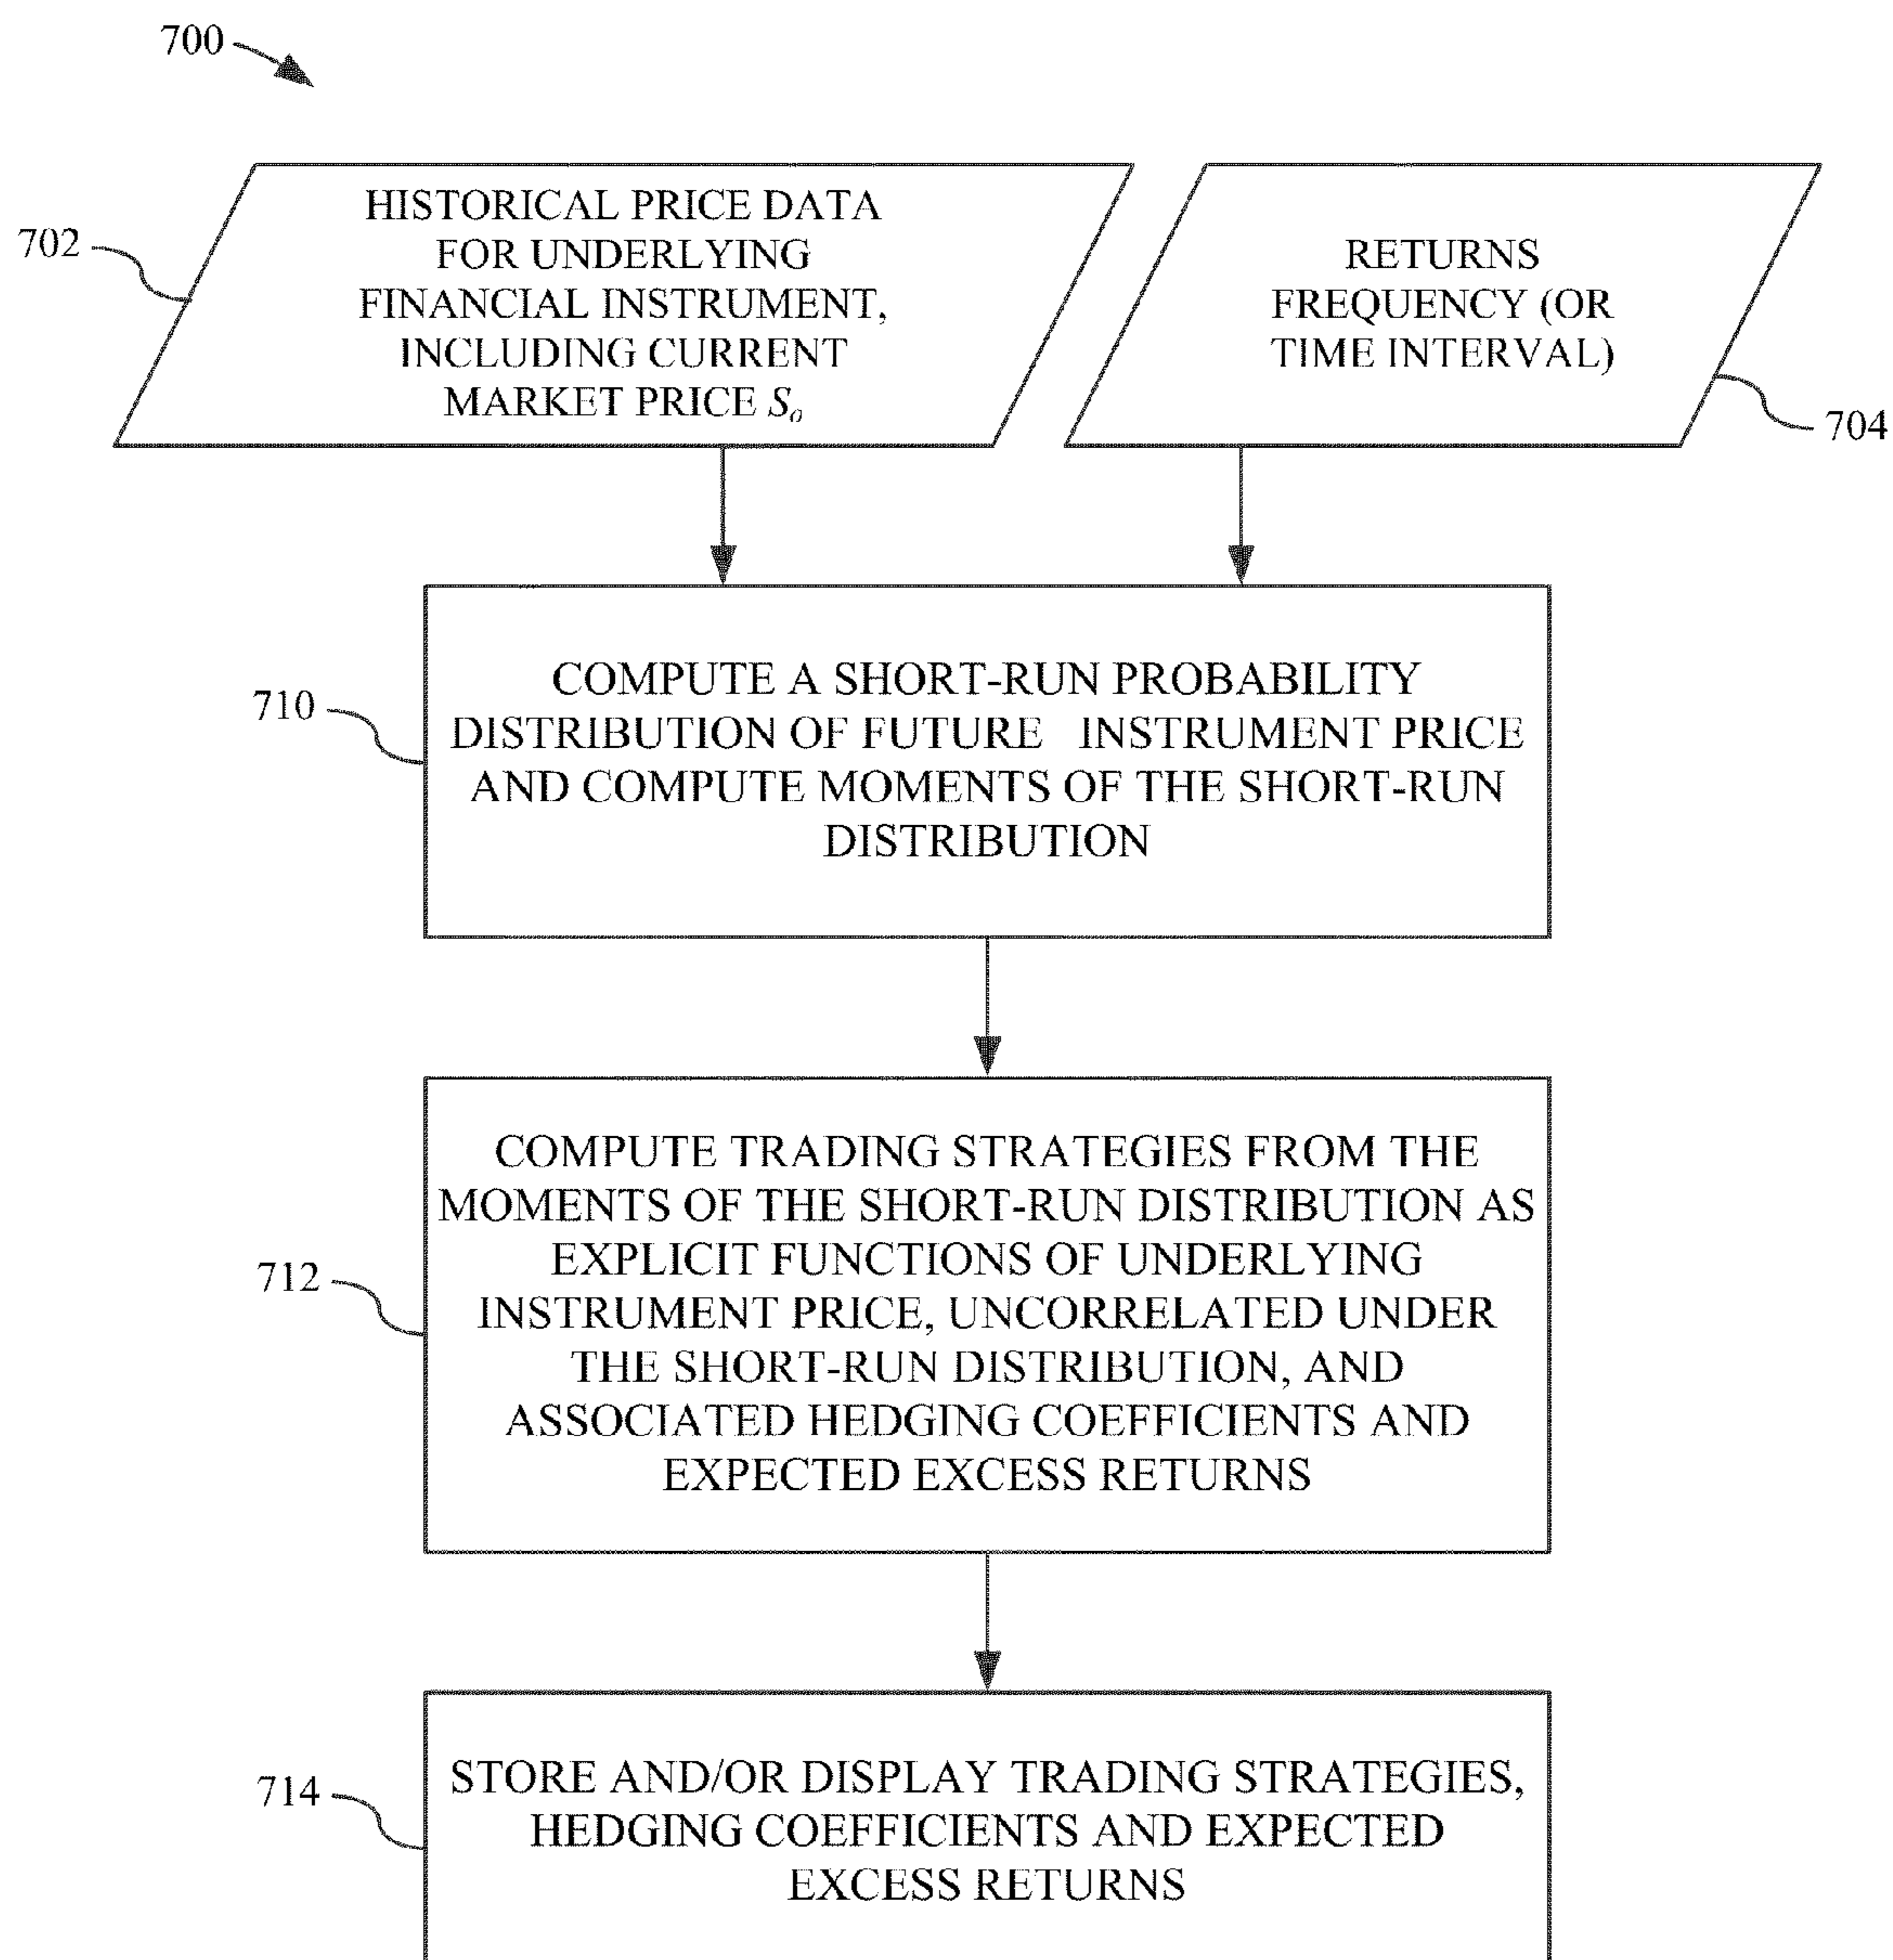 700
702
HISTORICAL PRICE DATA
FOR UNDERLYING
FINANCIAL INSTRUMENT,
INCLUDING CURRENT
MARKET PRICE S₀
RETURNS
FREQUENCY (OR
TIME INTERVAL)
704
710
COMPUTE A SHORT-RUN PROBABILITY
DISTRIBUTION OF FUTURE INSTRUMENT PRICE
AND COMPUTE MOMENTS OF THE SHORT-RUN
DISTRIBUTION
712
COMPUTE TRADING STRATEGIES FROM THE
MOMENTS OF THE SHORT-RUN DISTRIBUTION AS
EXPLICIT FUNCTIONS OF UNDERLYING
INSTRUMENT PRICE, UNCORRELATED UNDER
THE SHORT-RUN DISTRIBUTION, AND
ASSOCIATED HEDGING COEFFICIENTS AND
EXPECTED EXCESS RETURNS
714
STORE AND/OR DISPLAY TRADING STRATEGIES,
HEDGING COEFFICIENTS AND EXPECTED
EXCESS RETURNS